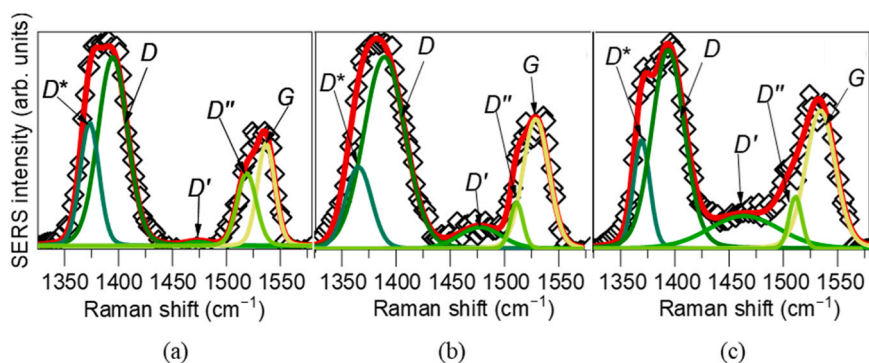 SERS intensity (arb. units)
D* D D' D″ G
D* D D' D″ G
D* D D' D″ G
1350 1400 1450 1500 1550
1350 1400 1450 1500 1550
1350 1400 1450 1500 1550
Raman shift (cm⁻¹)
Raman shift (cm⁻¹)
Raman shift (cm⁻¹)
(a)
(b)
(c)